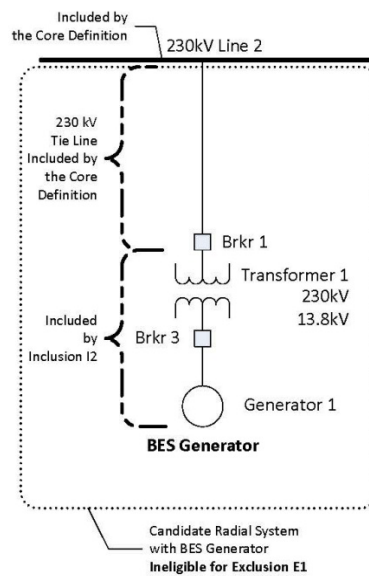 Included by
the Core Definition
230kV Line 2
230 kV
Tie Line
Included by
the Core
Definition
Brkr 1
Transformer 1
230kV
13.8kV
Included
by
Inclusion I2
Brkr 3
Generator 1
BES Generator
Candidate Radial System
with BES Generator
Ineligible for Exclusion E1